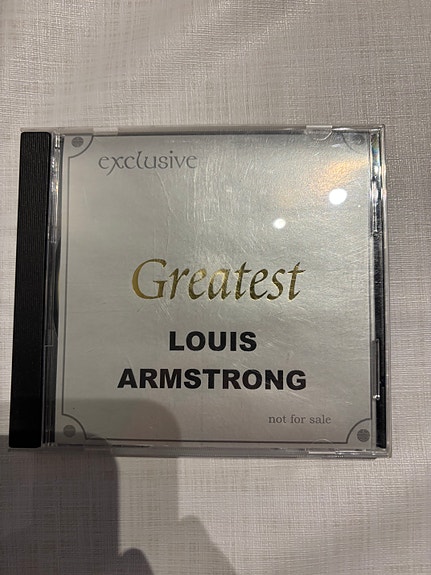 exclusive
Greatest
LOUIS
ARMSTRONG
not for sale